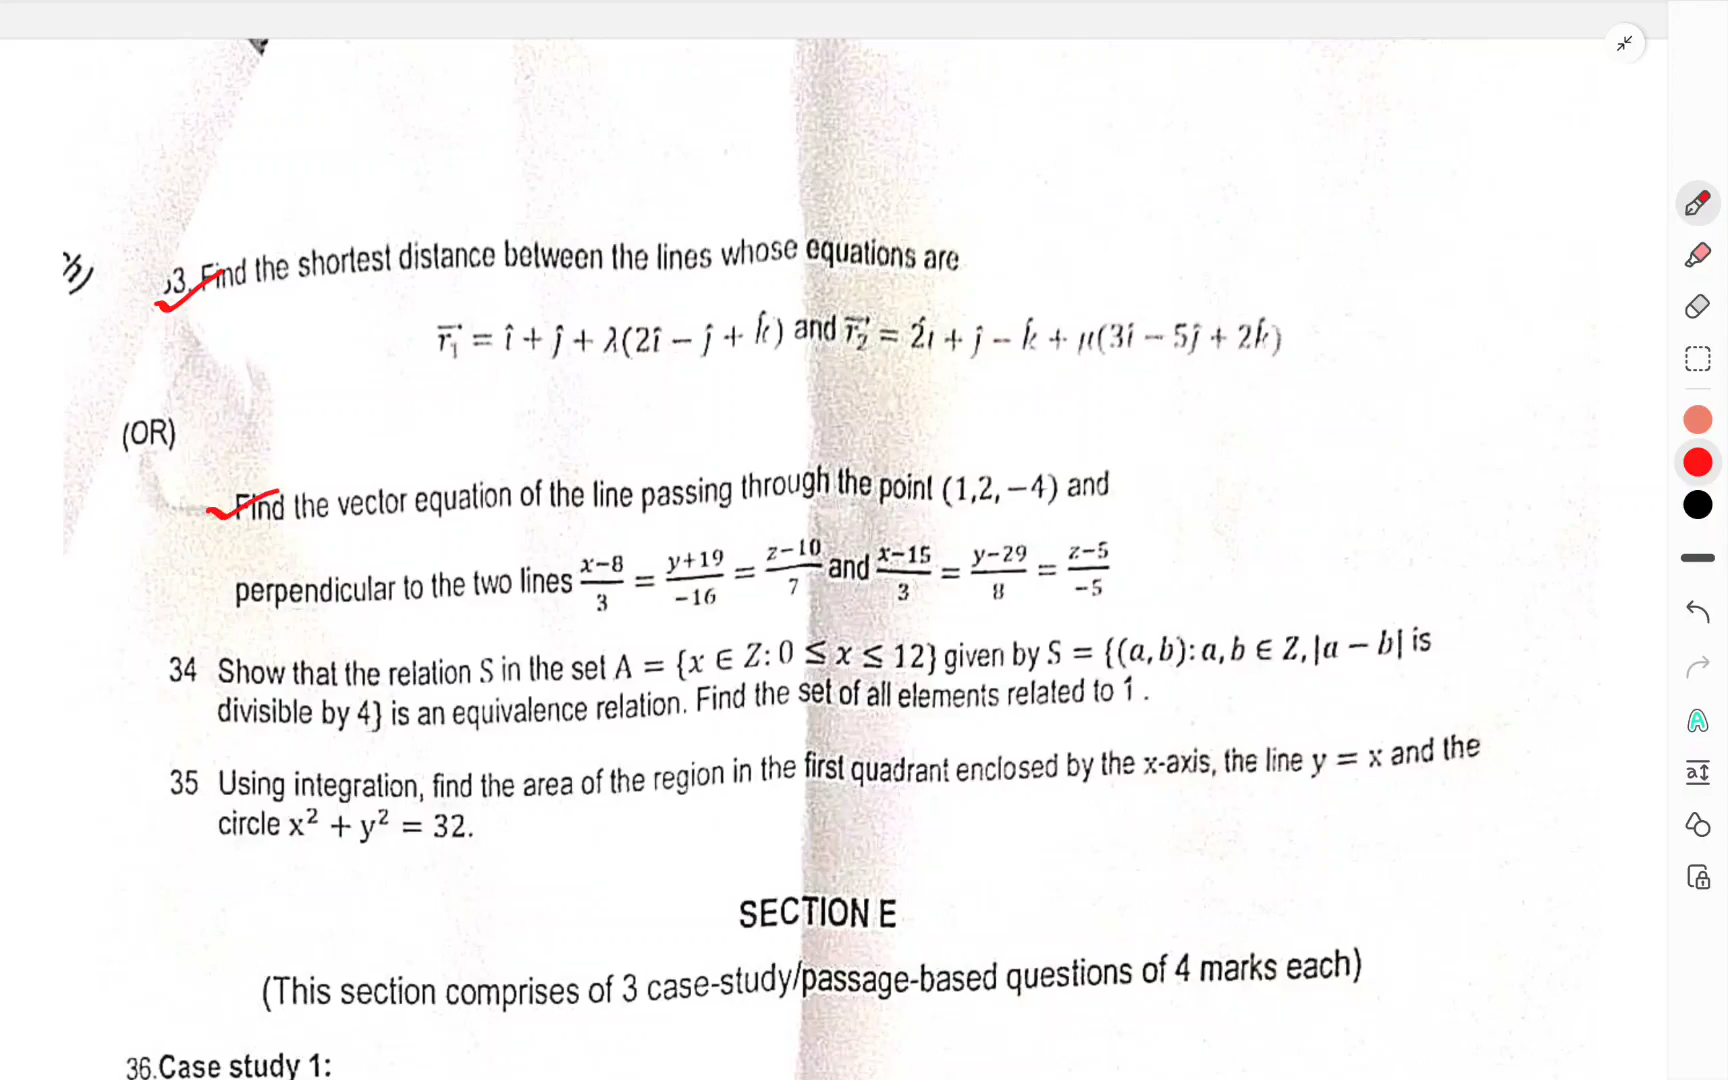 33. Find the shortest distance between the lines whose equations are
r₁⃗ = î + ĵ + λ(2î − ĵ + k̂) and r₂⃗ = 2î + ĵ − k̂ + μ(3î − 5ĵ + 2k̂)
(OR)
Find the vector equation of the line passing through the point (1,2, −4) and
perpendicular to the two lines (x−8)/3 = (y+19)/−16 = (z−10)/7 and (x−15)/3 = (y−29)/8 = (z−5)/−5
34 Show that the relation S in the set A = {x ∈ Z: 0 ≤ x ≤ 12} given by S = {(a, b): a, b ∈ Z, |a − b| is
divisible by 4} is an equivalence relation. Find the set of all elements related to 1 .
35 Using integration, find the area of the region in the first quadrant enclosed by the x-axis, the line y = x and the
circle x² + y² = 32.
SECTION E
(This section comprises of 3 case-study/passage-based questions of 4 marks each)
36.Case study 1: